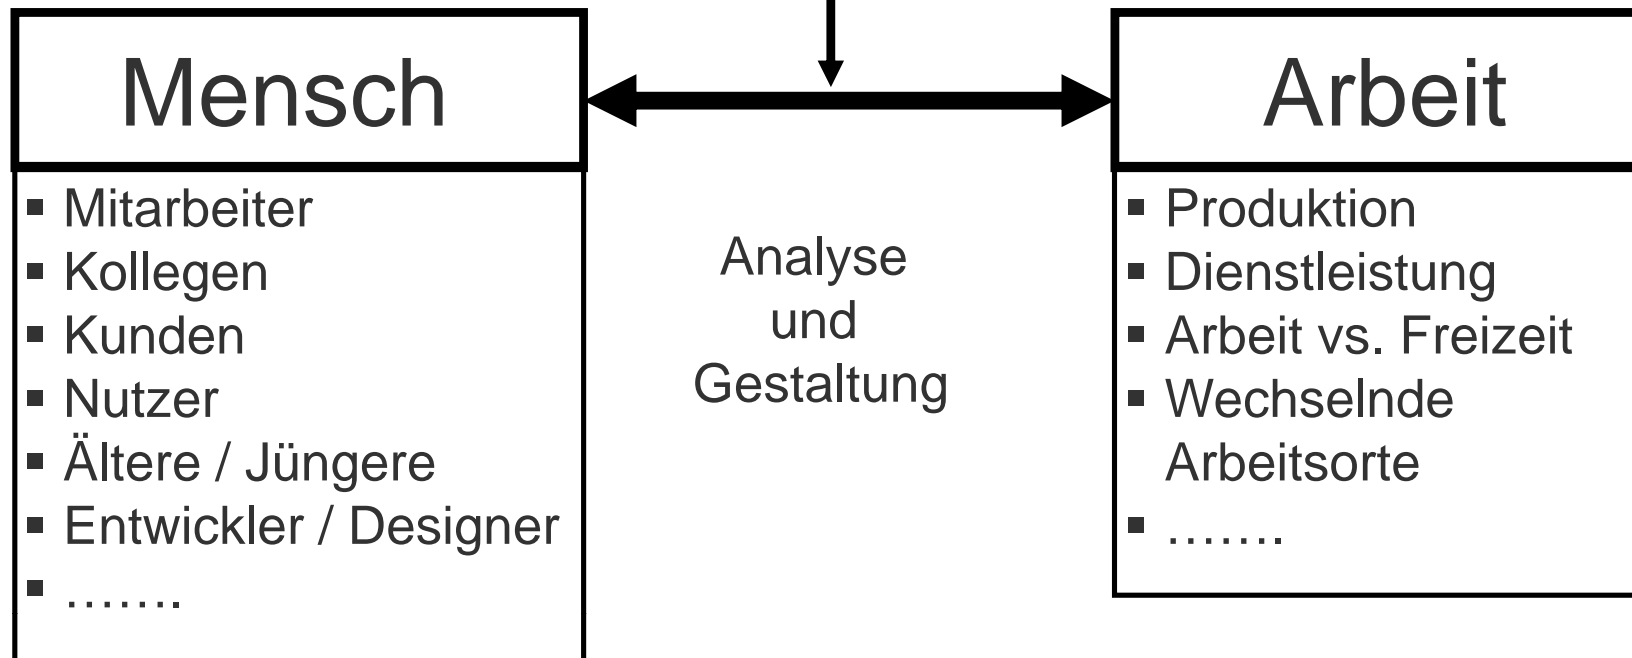 Mensch
▪ Mitarbeiter
▪ Kollegen
▪ Kunden
▪ Nutzer
▪ Ältere / Jüngere
▪ Entwickler / Designer
▪ …….
Analyse
und
Gestaltung
Arbeit
▪ Produktion
▪ Dienstleistung
▪ Arbeit vs. Freizeit
▪ Wechselnde
Arbeitsorte
▪ …….